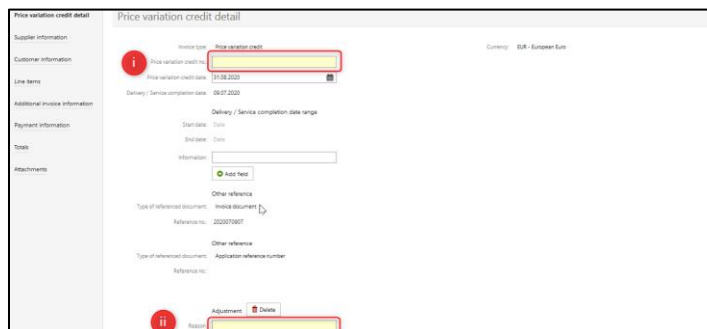 Price variation credit detail
Supplier information
Customer information
Line items
Additional invoice information
Payment information
Totals
Attachments
Price variation credit detail
Invoice type: Price variation credit
Currency: EUR - European Euro
i
Price variation credit no.:
Price variation credit date: 31.08.2020
Delivery / Service completion date: 09.07.2020
Delivery / Service completion date range
Start date: Date
End date: Date
Information:
Add field
Other reference
Type of referenced document: Invoice document
Reference no.: 2020070807
Other reference
Type of referenced document: Application reference number
Reference no.:
Adjustment Delete
ii
Reason: